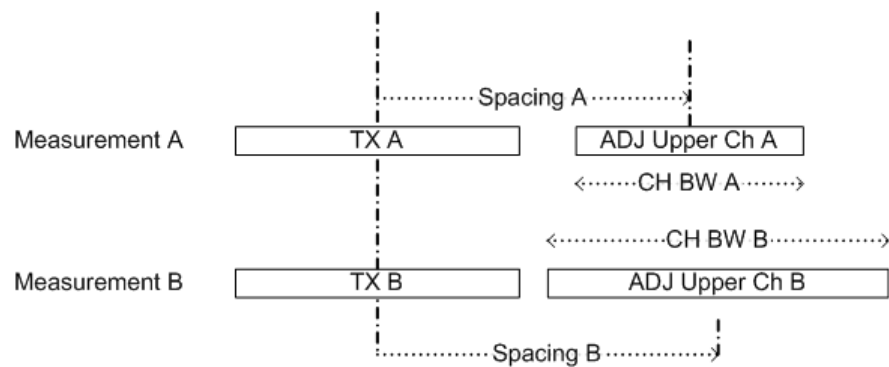 Spacing A
Measurement A
TX A
ADJ Upper Ch A
CH BW A
CH BW B
Measurement B
TX B
ADJ Upper Ch B
Spacing B